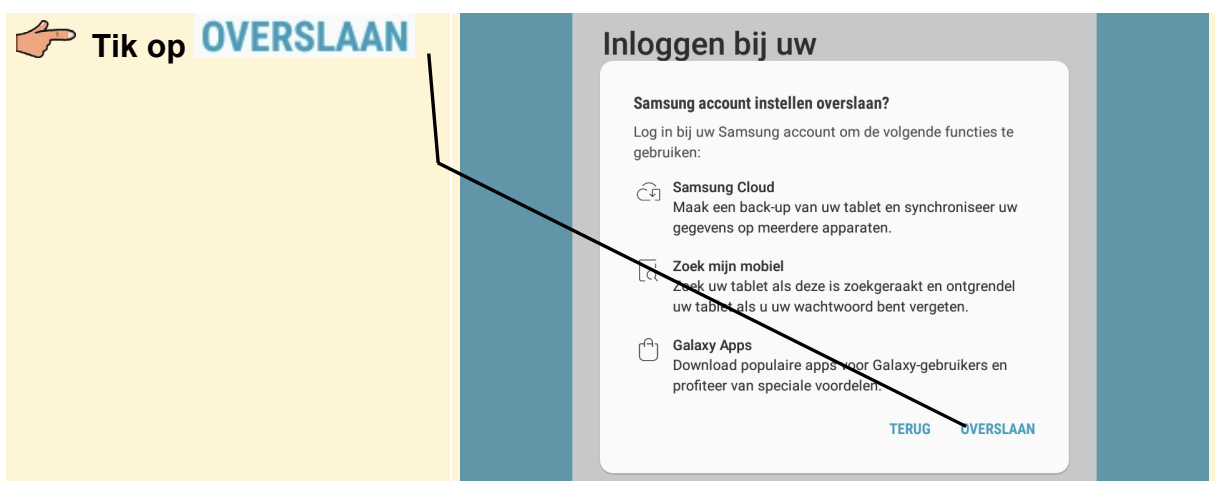 Tik op OVERSLAAN
Inloggen bij uw
Samsung account instellen overslaan?
Log in bij uw Samsung account om de volgende functies te
gebruiken:
Samsung Cloud
Maak een back-up van uw tablet en synchroniseer uw
gegevens op meerdere apparaten.
Zoek mijn mobiel
Zoek uw tablet als deze is zoekgeraakt en ontgrendel
uw tablet als u uw wachtwoord bent vergeten.
Galaxy Apps
Download populaire apps voor Galaxy-gebruikers en
profiteer van speciale voordelen.
TERUG OVERSLAAN